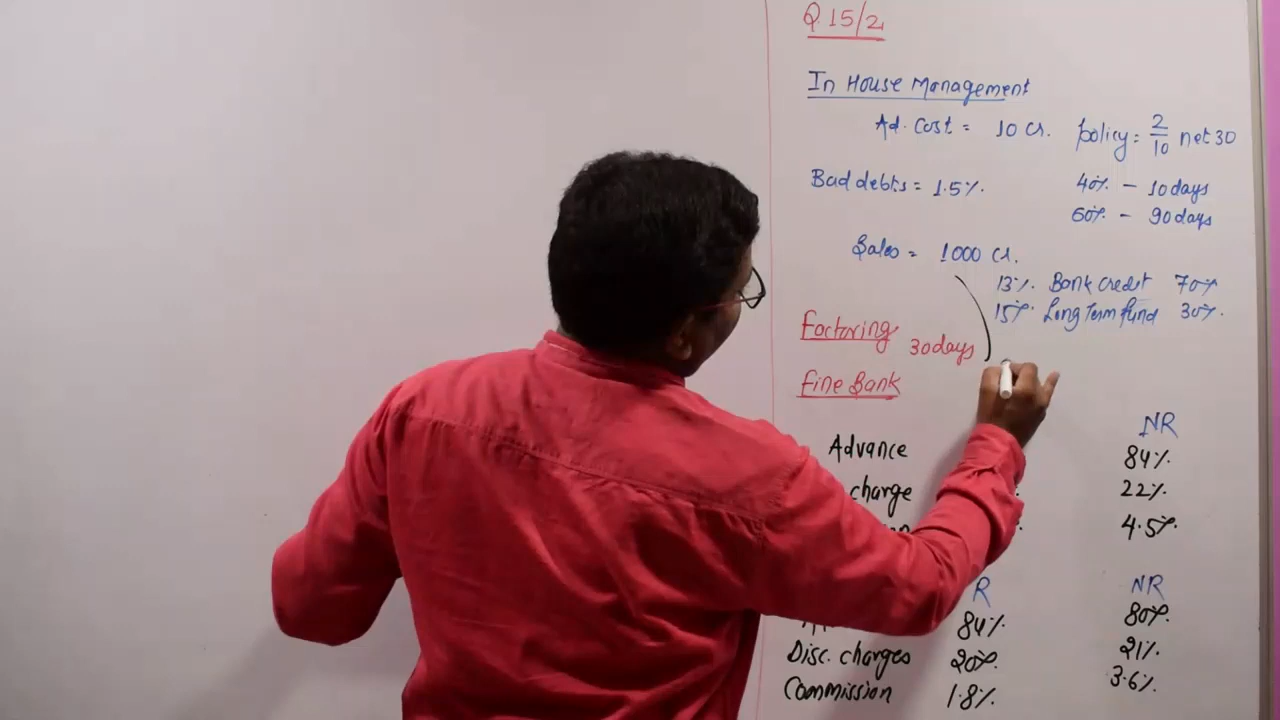 Q.15/2
In House Management
Ad. Cost = 10 Cr. policy = 2/10 net 30
Bad debts = 1.5%. 40% - 10 days
60% - 90 days
Sales = 1000 Cr.
13%. Bank credit 70%
15% Long Term fund 30%.
Factoring 30 days
Fine Bank
NR
Advance 84%
charge 22%
4.5%.
R NR
84% 80%
Disc. charges 20% 21%.
Commission 1.8% 3.6%.